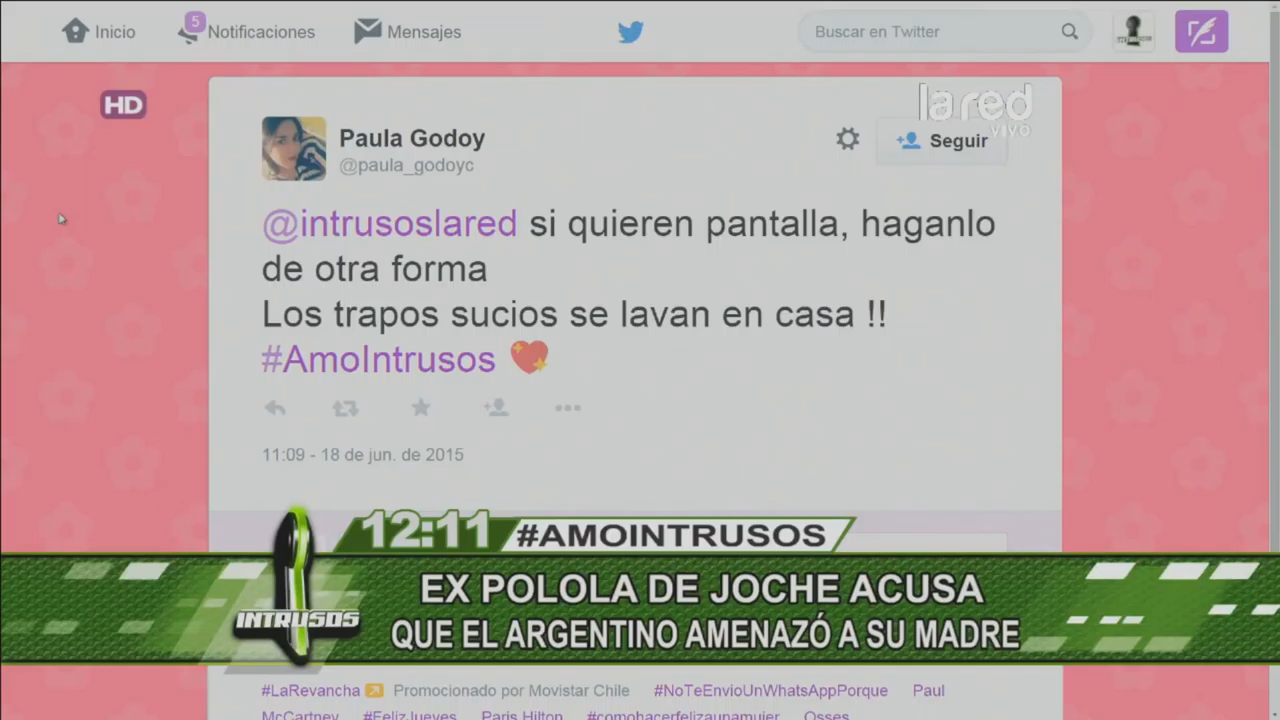 Inicio
5
Notificaciones
Mensajes
Buscar en Twitter
HD
la red
vivo
Paula Godoy
@paula_godoyc
Seguir
@intrusoslared si quieren pantalla, haganlo
de otra forma
Los trapos sucios se lavan en casa !!
#AmoIntrusos 💖
11:09 - 18 de jun. de 2015
12:11
#AMOINTRUSOS
EX POLOLA DE JOCHE ACUSA
INTRUSOS
QUE EL ARGENTINO AMENAZÓ A SU MADRE
#LaRevancha Promocionado por Movistar Chile #NoTeEnvioUnWhatsAppPorque Paul
McCartney #FelizJueves Paris Hilton #comohacerfelizaunamujer Osses